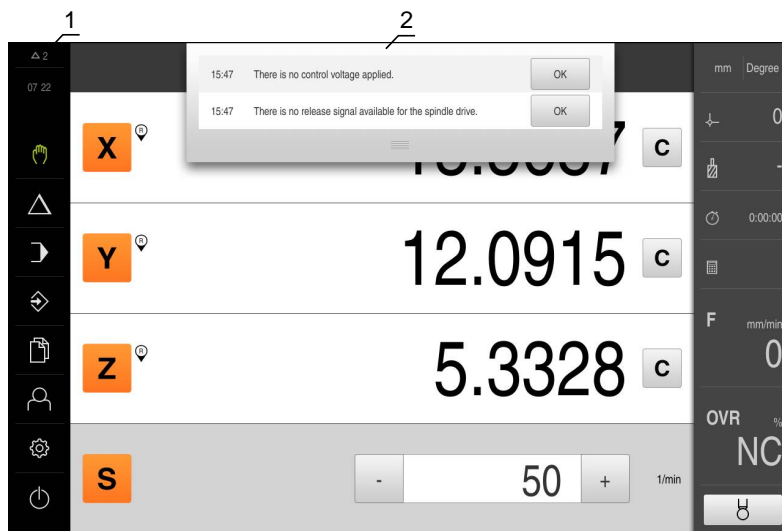 1
2
△ 2
07 22
15:47 There is no control voltage applied. OK
15:47 There is no release signal available for the spindle drive. OK
mm Degree
X R C
0
-
Y R 12.0915 C
0:00:00
Z R 5.3328 C
F mm/min
0
OVR %
NC
S - 50 + 1/min